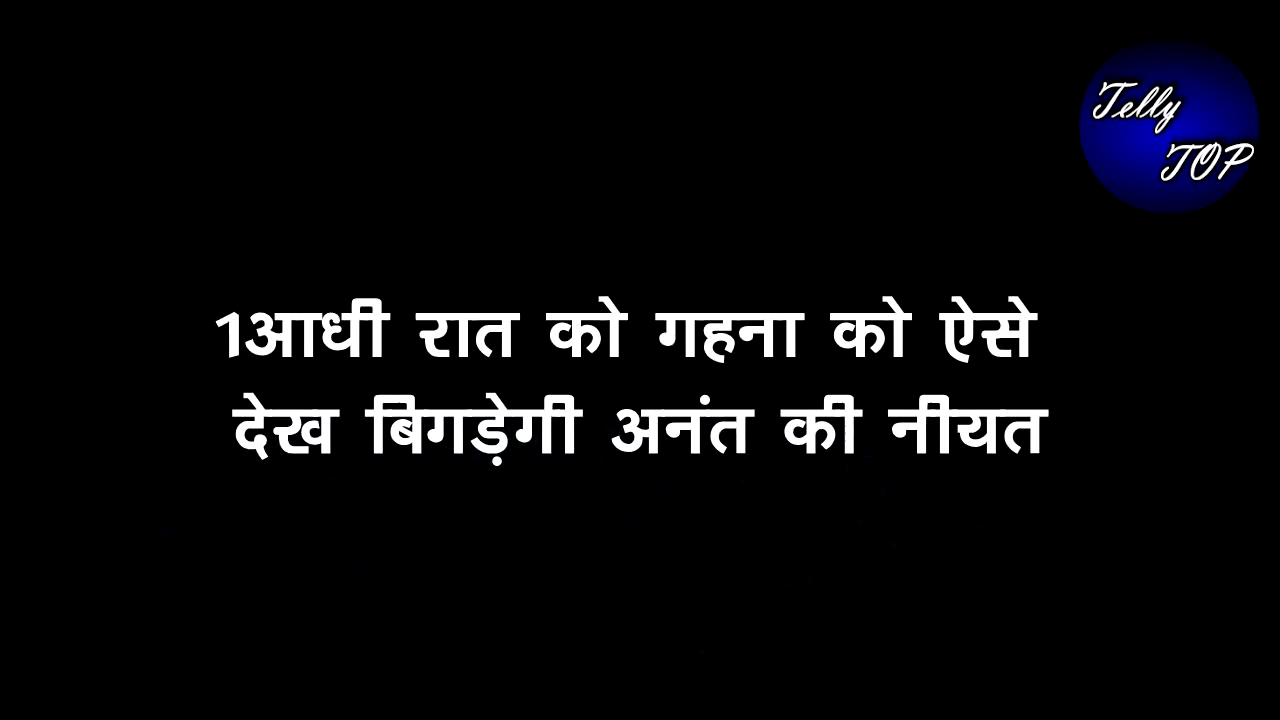 Telly
TOP
1आधी रात को गहना को ऐसे
देख बिगड़ेगी अनंत की नीयत